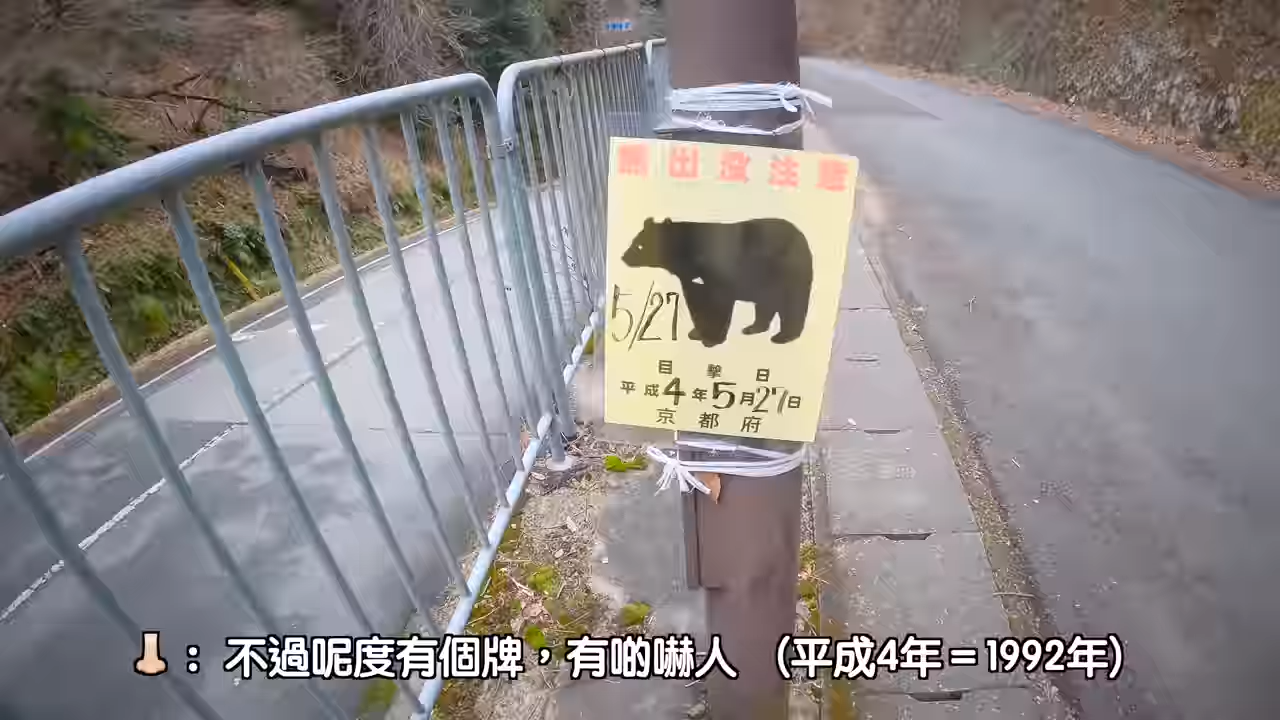 熊出没注意
5/27
目撃日
平成4年5月27日
京都府
：不過呢度有個牌，有啲嚇人 (平成4年＝1992年)